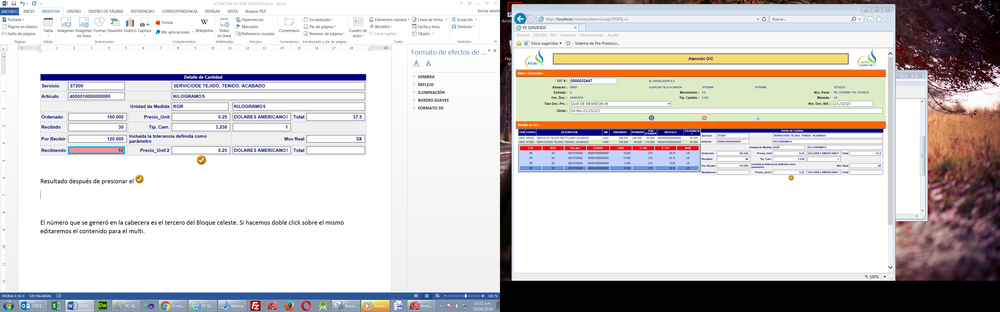 ATENCION OC POR SERVICIO.docx - Word
ARCHIVO INICIO INSERTAR DISEÑO DISEÑO DE PÁGINA REFERENCIAS CORRESPONDENCIA REVISAR VISTA Nuance PDF Iniciar sesión
Portada
Página en blanco
Salto de página
Páginas
Tabla
Tablas
Imágenes
Imágenes en línea
Formas
SmartArt
Gráfico
Captura
Ilustraciones
Tienda
Mis aplicaciones
Wikipedia
Complementos
Vídeo en línea
Multimedia
Hipervínculo
Marcador
Referencia cruzada
Vínculos
Comentario
Comentarios
Encabezado
Pie de página
Número de página
Encabezado y pie de página
Cuadro de texto
Elementos rápidos
WordArt
Letra capital
Línea de firma
Fecha y hora
Objeto
Texto
Ecuación
Símbolo
Símbolos
Detalle de Cantidad
Servicio ST200 SERVICIODE TEJIDO, TENIDO. ACABADO
Articulo 4000010000000000 KILOGRAMOS
Unidad de Medida KGR KILOGRAMOS
Ordenado 150.000 Precio_Unit 0.25 DOLARES AMERICANOS Total 37.5
Recibido 30 Tip. Cam. 3.238 1
Por Recibir 120.000 Incluida la tolerancia definida como parámetro Mov Real SX
Recibiendo 10 Precio_Unit 2 0.25 DOLARES AMERICANOS Total
Resultado después de presionar el
El número que se generó en la cabecera es el tercero del Bloque celeste. Si hacemos doble click sobre el mismo
editaremos el contenido para el multi.
Formato de efectos de ...
SOMBRA
REFLEJO
ILUMINACIÓN
BORDES SUAVES
FORMATO 3D
PÁGINA 4 DE 4 520 PALABRAS 141 %
OFICI... ATEN... PC-M... El mis... PE SE... Música Recor... Repro... Amm...
10:31 a.m.
19/06/2018
http://localhost/intranet/atencion.asp?PERFIL=1 Buscar...
PE SERVICIOS
Archivo Edición Ver Favoritos Herramientas Ayuda
Sitios sugeridos - Sistema de Pre-Producci...
Atrás
Atención O/C
Tex-Prod
Fashion Soft
Datos Generales :
O/C # : 0000032447 EL MODELADOR S.A.
Almacen : 00MD ALMACEN TELA ACABADA 18700595 18700596 18720210
Entrada : E Movimiento : CO Nro. Parte : PE: 18700595 / PS: 18720210
Fec. Doc. : 04/05/2018 Tip. Cambio : 3.238 Moneda : US
Tipo Doc. Prv. : GUIA DE REMISION 09 Nro. Doc. Ref. : 23-232323
Glosa : GS Nro.23-232323
Detalle de OC :
ITEM CODIGO DESCRIPCION UNI ORDENADO ATENDIDO POR ATENDER ARTICULO TOLERANCIA +-
0002 SR200 SERVICIO TEJIDO RECTILINEO ACABADO UND 289.000 206.000 83.000 9000000000000000 43.350
0003 ST200 SERVICIODE TEJIDO, TENIDO. ACABADO KGR 150.000 40.000 110.000 4000010000000000 22.500
CTD MOV Doc Nro. CODIGO CANT P. UNI P. TOT MON
PE SX 00018700590 4000010000000000 10.000 3.61 36.10 US
PE SX 00018700592 4000010000000000 15.000 3.61 54.15 US
PE SX 00018700594 4000010000000000 5.000 3.61 18.05 US
PE SX 00018700596 4000010000000000 10.000 3.61 36.10 US
Detalle de Cantidad
Servicio ST200 SERVICIODE TEJIDO, TENIDO. ACABADO
Articulo 4000010000000000 KILOGRAMOS
Unidad de Medida KGR KILOGRAMOS
Ordenado 150.000 Precio_Unit 0.25 DOLARES AMERICANOS Total 37.5
Recibido 40 Tip. Cam. 3.238 1
Por Recibir 110.000 Incluida la tolerancia definida como parámetro Mov Real SX
Recibiendo Precio_Unit 2 0.25 DOLARES AMERICANOS Total
100%